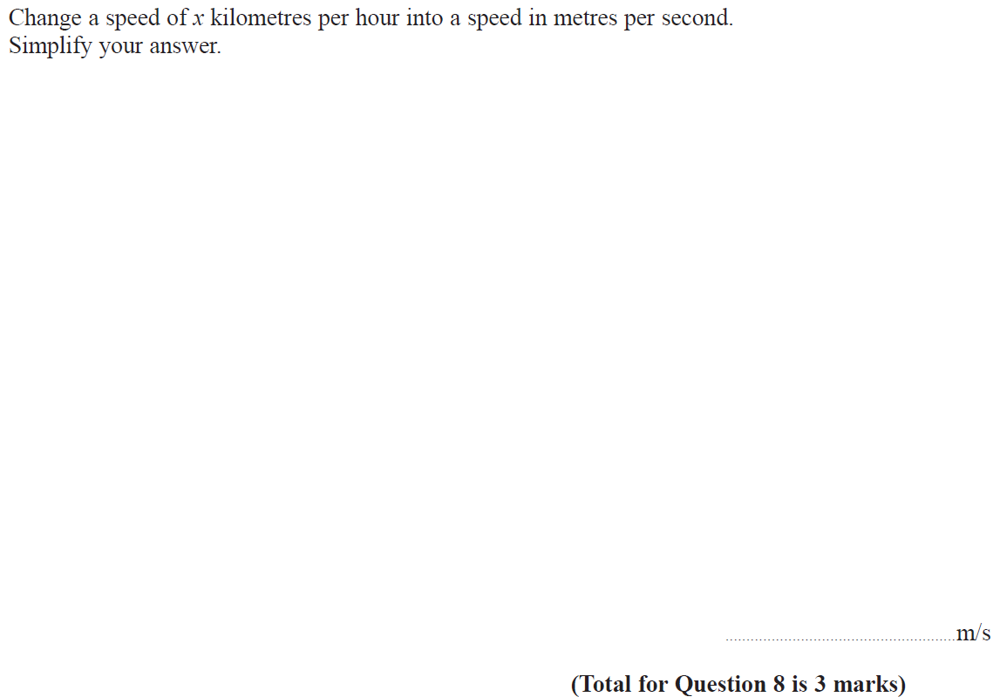 Change a speed of x kilometres per hour into a speed in metres per second.
Simplify your answer.
......................................................m/s
(Total for Question 8 is 3 marks)